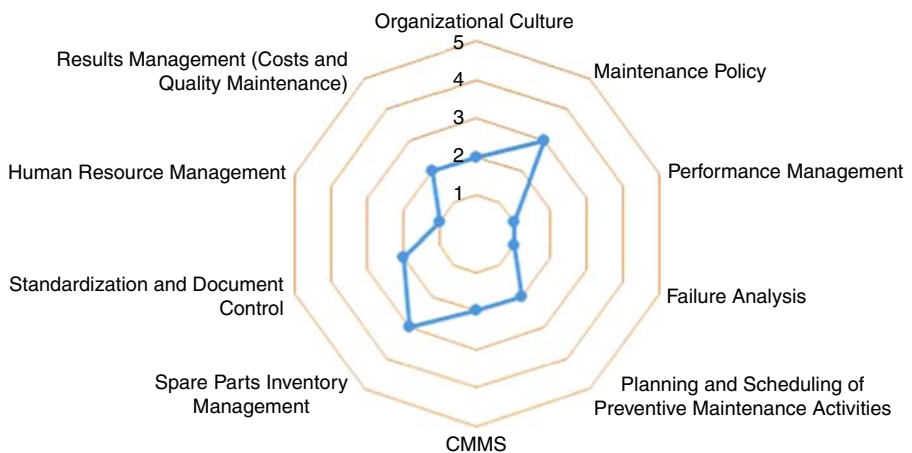 Organizational Culture
5
4
3
2
1
Maintenance Policy
Performance Management
Failure Analysis
Planning and Scheduling of
Preventive Maintenance Activities
CMMS
Spare Parts Inventory
Management
Standardization and Document
Control
Human Resource Management
Results Management (Costs and
Quality Maintenance)